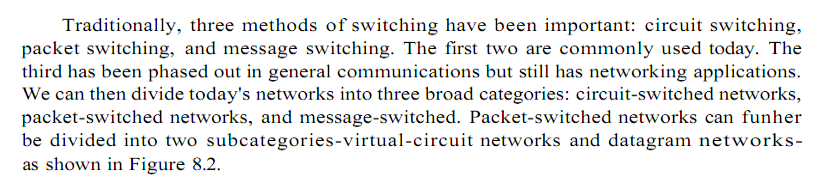 Traditionally, three methods of switching have been important: circuit switching,
packet switching, and message switching. The first two are commonly used today. The
third has been phased out in general communications but still has networking applications.
We can then divide today's networks into three broad categories: circuit-switched networks,
packet-switched networks, and message-switched. Packet-switched networks can funher
be divided into two subcategories-virtual-circuit networks and datagram networks-
as shown in Figure 8.2.